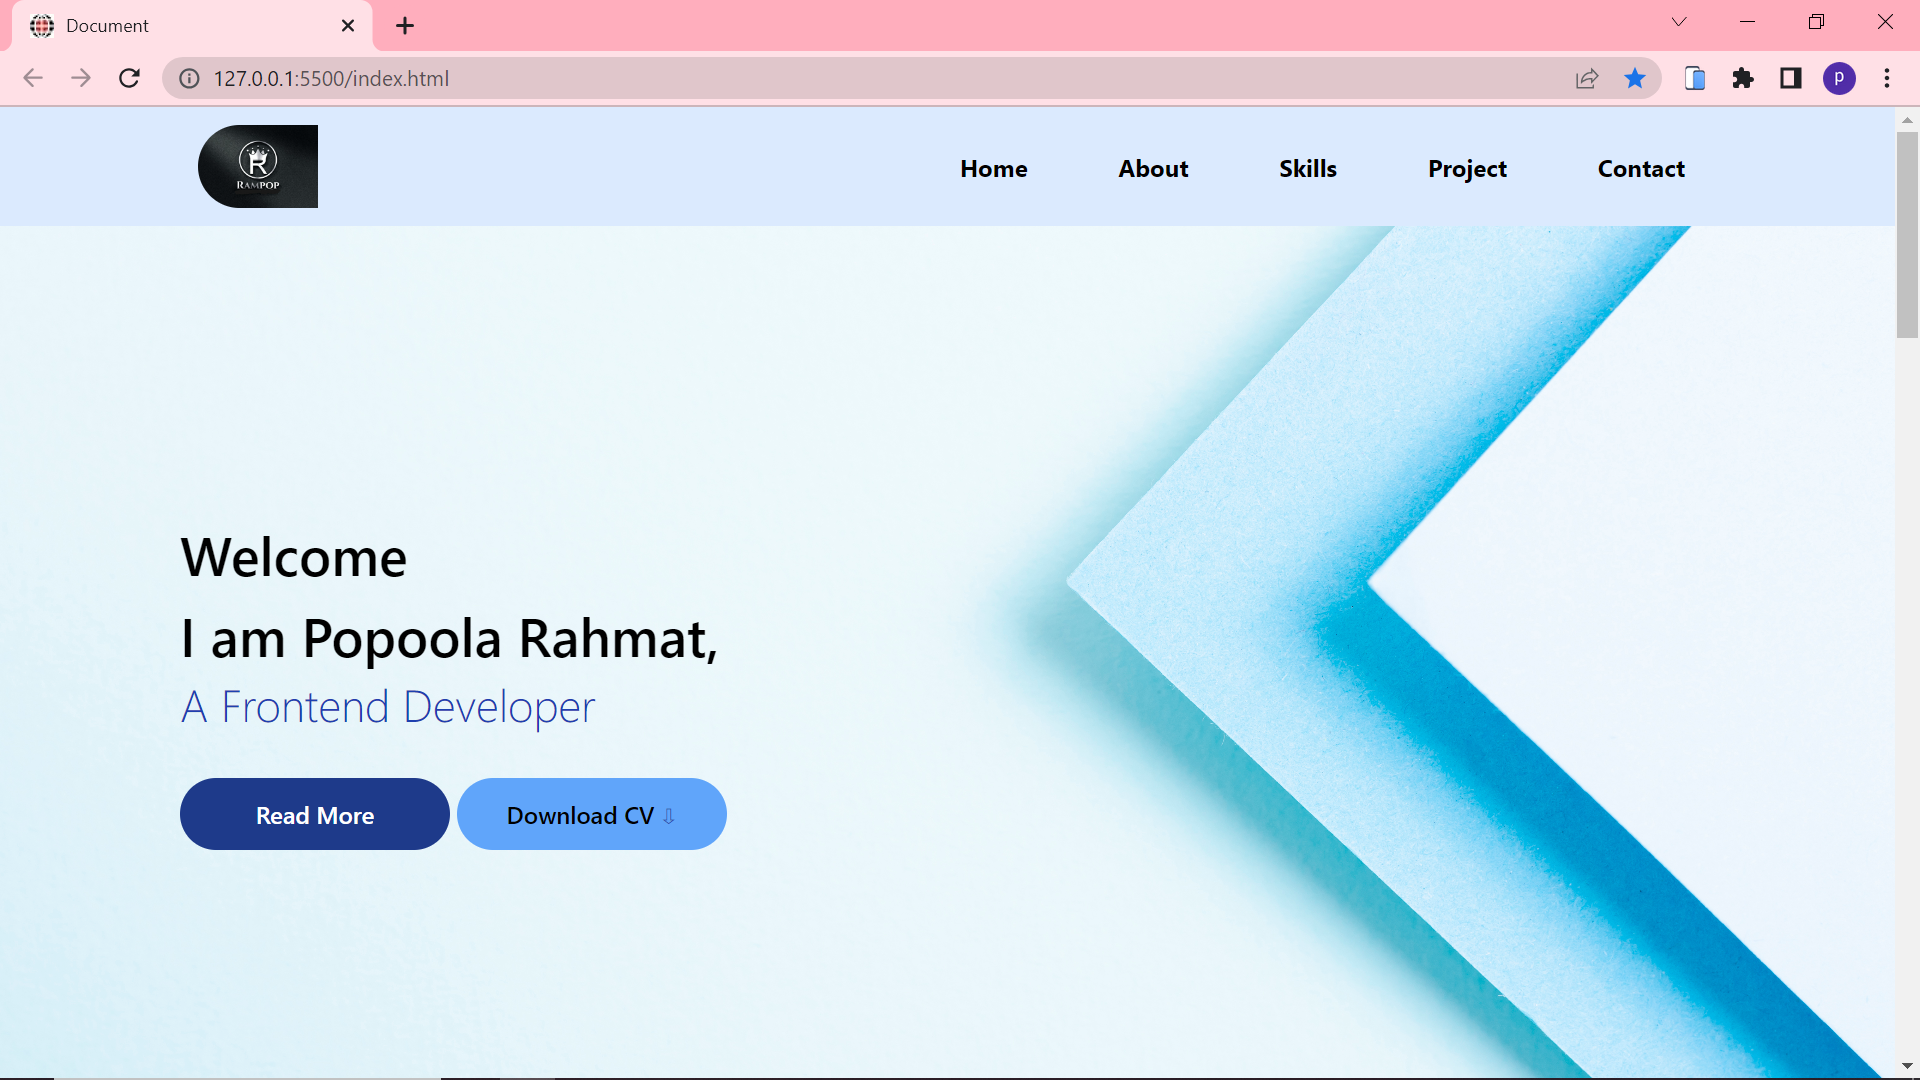 Document
127.0.0.1:5500/index.html
p
R
RAMPOP
Home About Skills Project Contact
Welcome
I am Popoola Rahmat,
A Frontend Developer
Read More Download CV ⇩